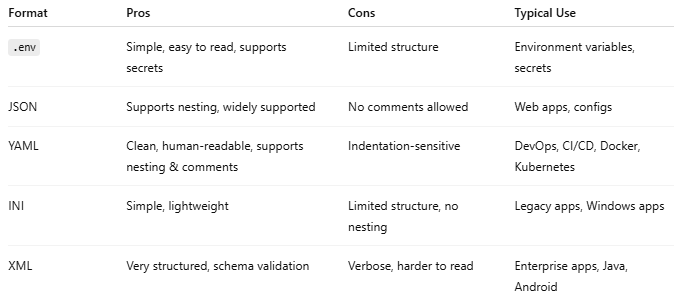 Format Pros Cons Typical Use
.env Simple, easy to read, supports Limited structure Environment variables,
secrets secrets
JSON Supports nesting, widely supported No comments allowed Web apps, configs
YAML Clean, human-readable, supports Indentation-sensitive DevOps, CI/CD, Docker,
nesting & comments Kubernetes
INI Simple, lightweight Limited structure, no Legacy apps, Windows apps
nesting
XML Very structured, schema validation Verbose, harder to read Enterprise apps, Java,
Android